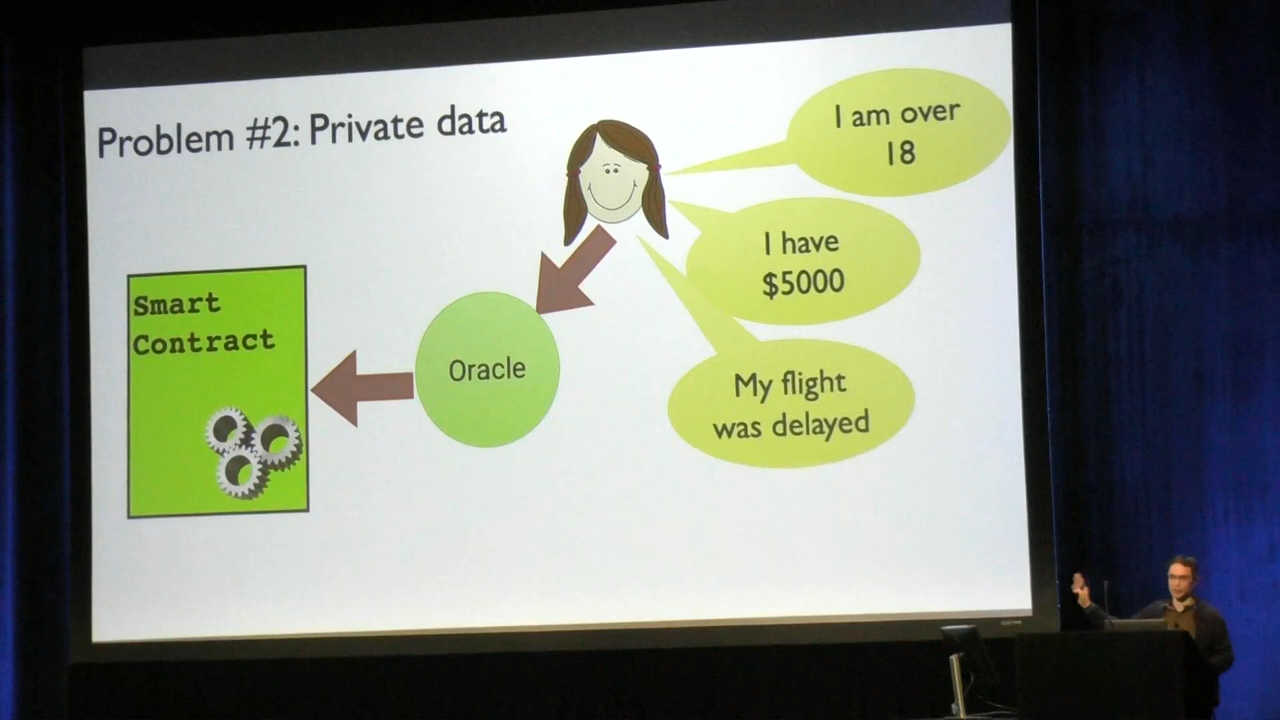 Problem #2: Private data
I am over
18
I have
$5000
My flight
was delayed
Smart
Contract
Oracle